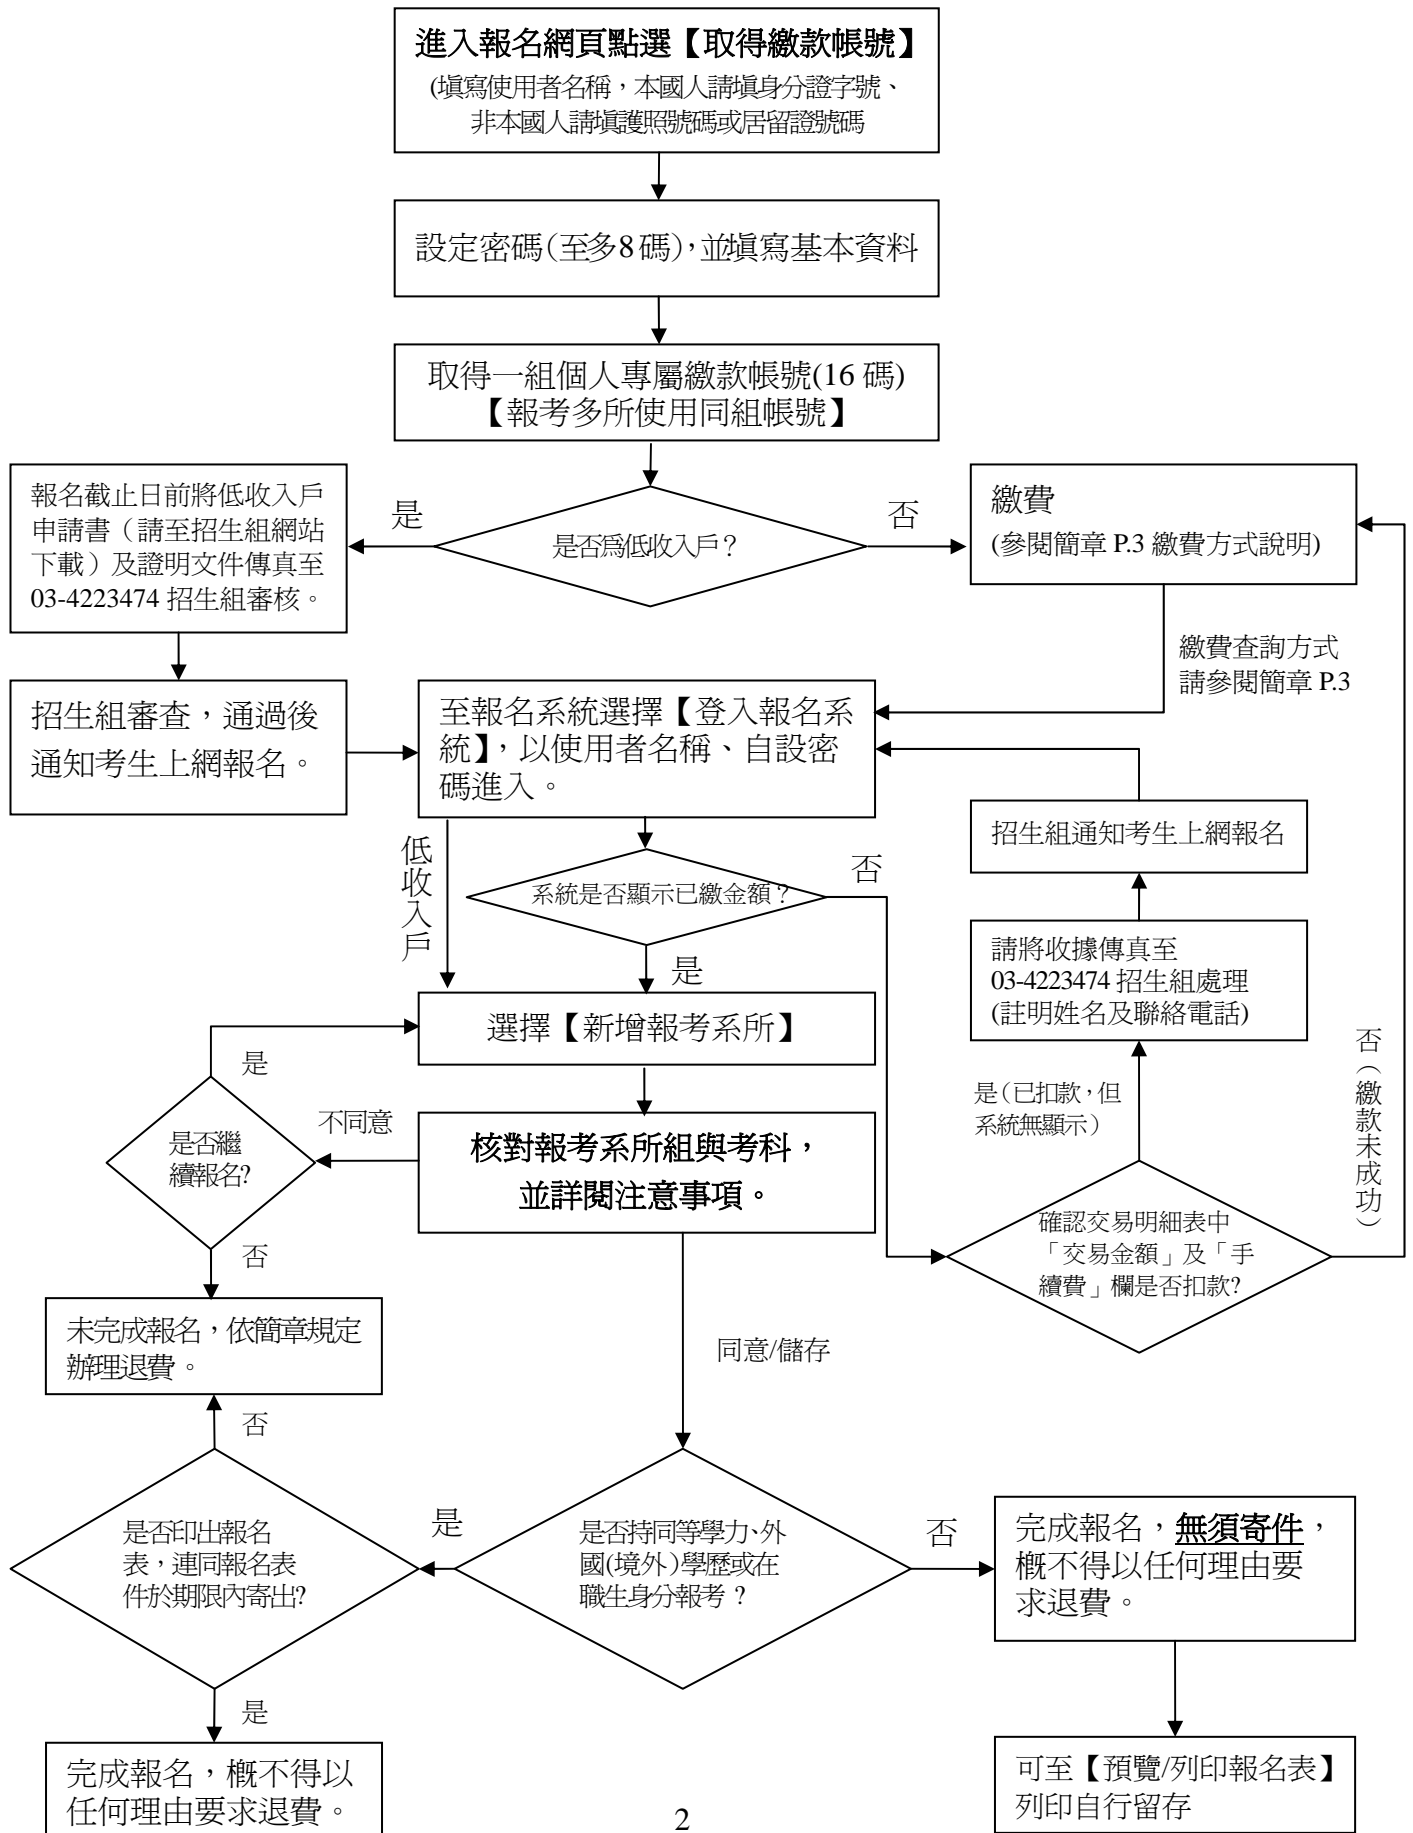 進入報名網頁點選【取得繳款帳號】
(填寫使用者名稱，本國人請填身分證字號、
非本國人請填護照號碼或居留證號碼
設定密碼(至多8碼)，並填寫基本資料
取得一組個人專屬繳款帳號(16 碼)
【報考多所使用同組帳號】
是否為低收入戶？
是
否
報名截止日前將低收入戶
申請書（請至招生組網站
下載）及證明文件傳真至
03-4223474 招生組審核。
繳費
(參閱簡章 P.3 繳費方式說明)
繳費查詢方式
請參閱簡章 P.3
招生組審查，通過後
通知考生上網報名。
至報名系統選擇【登入報名系
統】，以使用者名稱、自設密
碼進入。
低收入戶
系統是否顯示已繳金額？
否
是
招生組通知考生上網報名
請將收據傳真至
03-4223474 招生組處理
(註明姓名及聯絡電話)
選擇【新增報考系所】
是
是否繼
續報名?
不同意
否
核對報考系所組與考科，
並詳閱注意事項。
是（已扣款，但
系統無顯示）
否（繳款未成功）
確認交易明細表中
「交易金額」及「手
續費」欄是否扣款?
未完成報名，依簡章規定
辦理退費。
同意/儲存
否
是否印出報名
表，連同報名表
件於期限內寄出?
是
是否持同等學力、外
國(境外)學歷或在
職生身分報考？
否
完成報名，無須寄件，
概不得以任何理由要
求退費。
是
完成報名，概不得以
任何理由要求退費。
可至【預覽/列印報名表】
列印自行留存
2